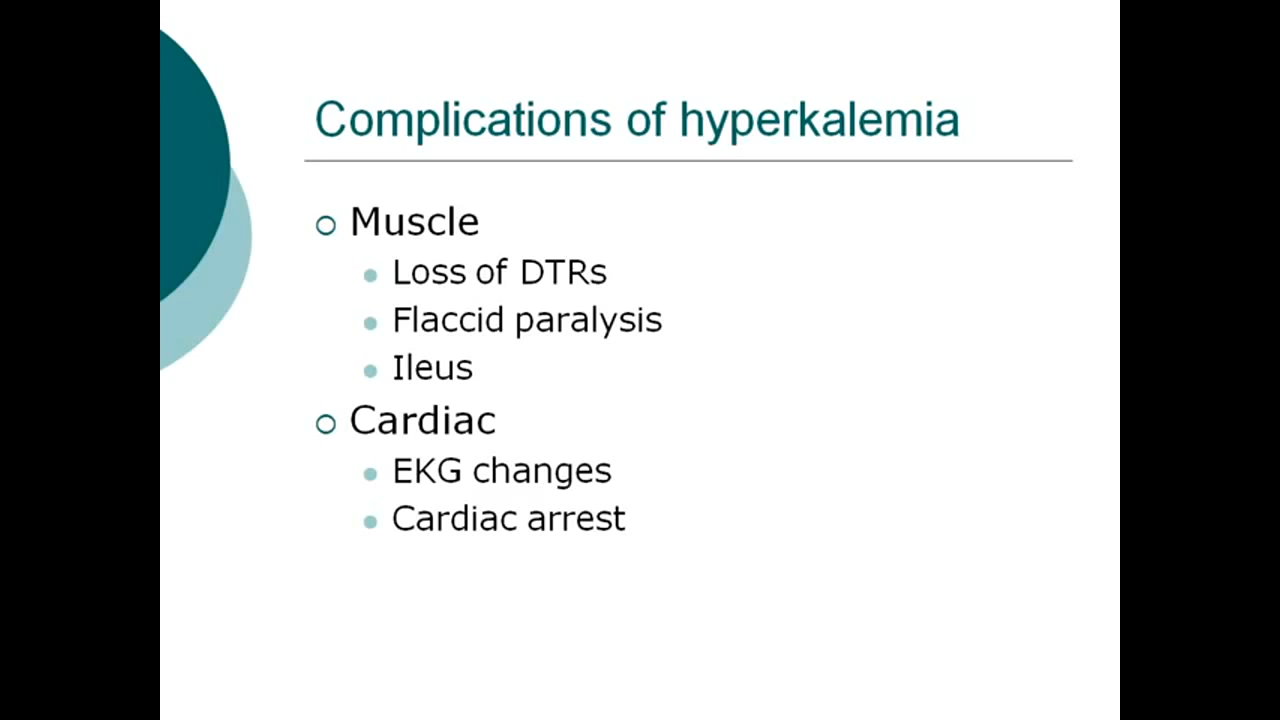 Complications of hyperkalemia
Muscle
Loss of DTRs
Flaccid paralysis
Ileus
Cardiac
EKG changes
Cardiac arrest